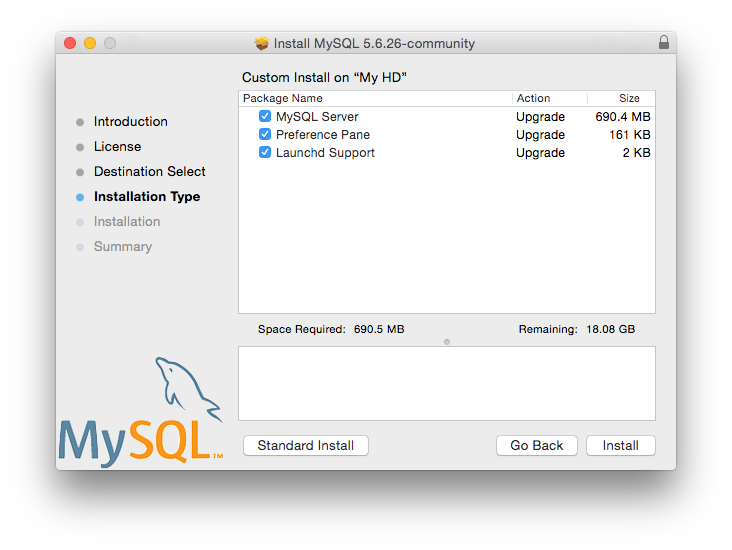 Install MySQL 5.6.26-community
Custom Install on “My HD”
Package Name Action Size
MySQL Server Upgrade 690.4 MB
Preference Pane Upgrade 161 KB
Launchd Support Upgrade 2 KB
Introduction
License
Destination Select
Installation Type
Installation
Summary
Space Required: 690.5 MB Remaining: 18.08 GB
MySQL™
Standard Install Go Back Install